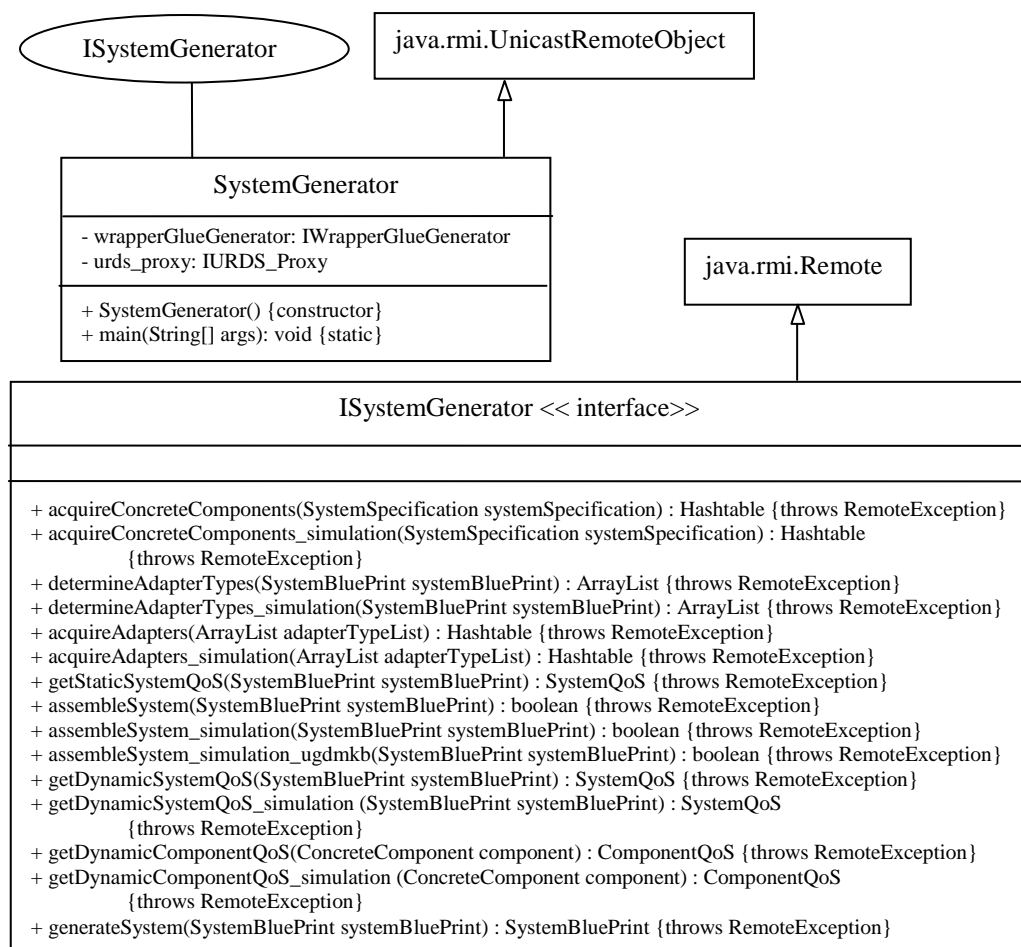 ISystemGenerator
java.rmi.UnicastRemoteObject
SystemGenerator
- wrapperGlueGenerator: IWrapperGlueGenerator
- urds_proxy: IURDS_Proxy
+ SystemGenerator() {constructor}
+ main(String[] args): void {static}
java.rmi.Remote
ISystemGenerator << interface>>
+ acquireConcreteComponents(SystemSpecification systemSpecification) : Hashtable {throws RemoteException}
+ acquireConcreteComponents_simulation(SystemSpecification systemSpecification) : Hashtable
{throws RemoteException}
+ determineAdapterTypes(SystemBluePrint systemBluePrint) : ArrayList {throws RemoteException}
+ determineAdapterTypes_simulation(SystemBluePrint systemBluePrint) : ArrayList {throws RemoteException}
+ acquireAdapters(ArrayList adapterTypeList) : Hashtable {throws RemoteException}
+ acquireAdapters_simulation(ArrayList adapterTypeList) : Hashtable {throws RemoteException}
+ getStaticSystemQoS(SystemBluePrint systemBluePrint) : SystemQoS {throws RemoteException}
+ assembleSystem(SystemBluePrint systemBluePrint) : boolean {throws RemoteException}
+ assembleSystem_simulation(SystemBluePrint systemBluePrint) : boolean {throws RemoteException}
+ assembleSystem_simulation_ugdmkb(SystemBluePrint systemBluePrint) : boolean {throws RemoteException}
+ getDynamicSystemQoS(SystemBluePrint systemBluePrint) : SystemQoS {throws RemoteException}
+ getDynamicSystemQoS_simulation (SystemBluePrint systemBluePrint) : SystemQoS
{throws RemoteException}
+ getDynamicComponentQoS(ConcreteComponent component) : ComponentQoS {throws RemoteException}
+ getDynamicComponentQoS_simulation (ConcreteComponent component) : ComponentQoS
{throws RemoteException}
+ generateSystem(SystemBluePrint systemBluePrint) : SystemBluePrint {throws RemoteException}